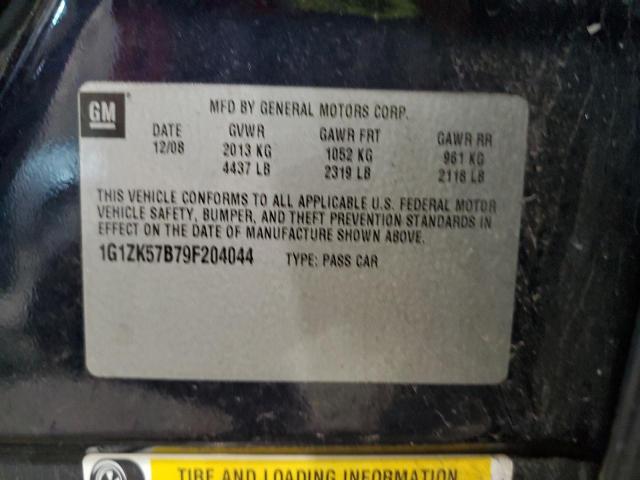 GM
MFD BY GENERAL MOTORS CORP.
DATE GVWR GAWR FRT GAWR RR
12/08 2013 KG 1052 KG 961 KG
4437 LB 2319 LB 2118 LB
THIS VEHICLE CONFORMS TO ALL APPLICABLE U.S. FEDERAL MOTOR
VEHICLE SAFETY, BUMPER, AND THEFT PREVENTION STANDARDS IN
EFFECT ON THE DATE OF MANUFACTURE SHOWN ABOVE.
1G1ZK57B79F204044 TYPE: PASS CAR
TIRE AND LOADING INFORMATION